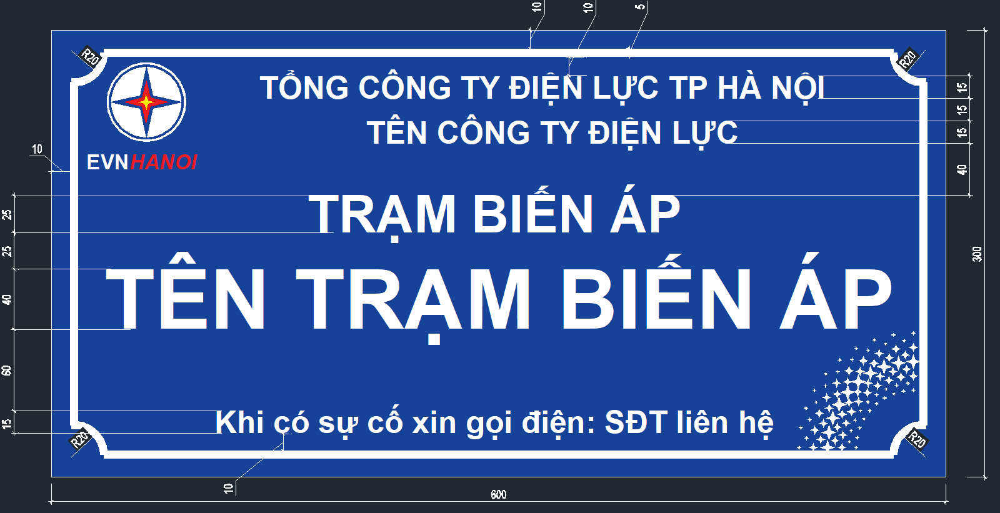 10 10 5
R20 R20
TỔNG CÔNG TY ĐIỆN LỰC TP HÀ NỘI
15
15
TÊN CÔNG TY ĐIỆN LỰC
15
10
EVNHANOI
40
TRẠM BIẾN ÁP
25
25
300
TÊN TRẠM BIẾN ÁP
40
60
Khi có sự cố xin gọi điện: SĐT liên hệ
15
R20 R20
10
600